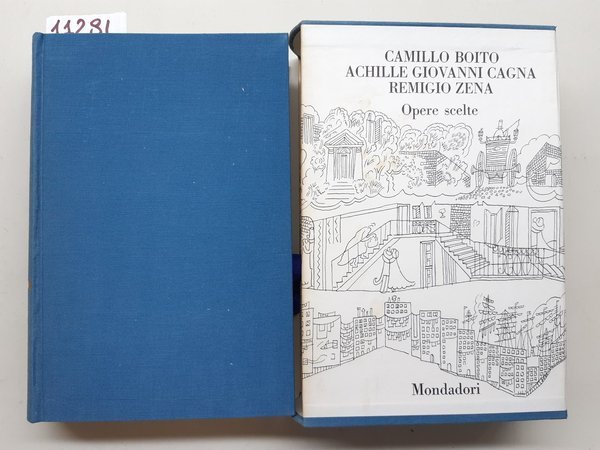 11281
CAMILLO BOITO
ACHILLE GIOVANNI CAGNA
REMIGIO ZENA
Opere scelte
Mondadori